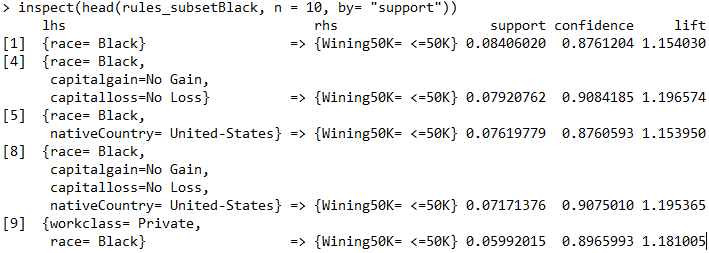 > inspect(head(rules_subsetBlack, n = 10, by= "support"))
lhs rhs support confidence lift
[1] {race= Black} => {Wining50K= <=50K} 0.08406020 0.8761204 1.154030
[4] {race= Black,
capitalgain=No Gain,
capitalloss=No Loss} => {Wining50K= <=50K} 0.07920762 0.9084185 1.196574
[5] {race= Black,
nativeCountry= United-States} => {Wining50K= <=50K} 0.07619779 0.8760593 1.153950
[8] {race= Black,
capitalgain=No Gain,
capitalloss=No Loss,
nativeCountry= United-States} => {Wining50K= <=50K} 0.07171376 0.9075010 1.195365
[9] {workclass= Private,
race= Black} => {Wining50K= <=50K} 0.05992015 0.8965993 1.181005